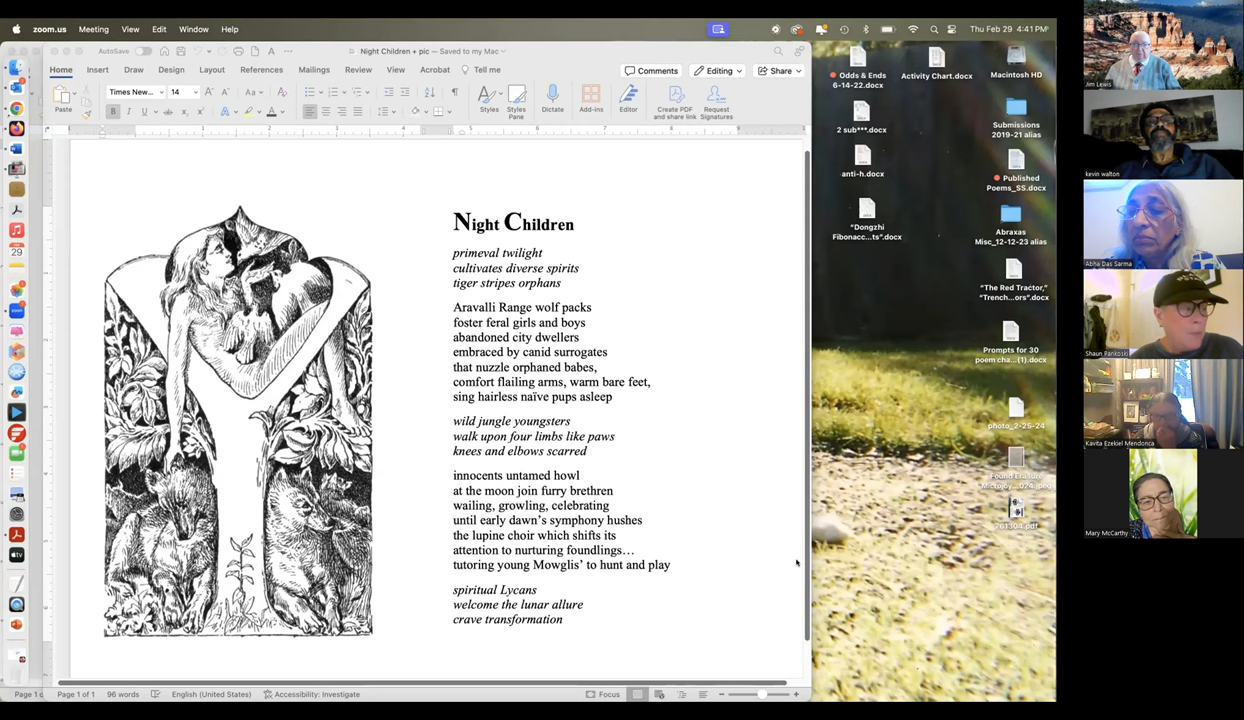 zoom.us Meeting View Edit Window Help
Thu Feb 29 4:41 PM
AutoSave
Night Children + pic — Saved to my Mac
Home Insert Draw Design Layout References Mailings Review View Acrobat Tell me
Comments Editing Share
Paste
Times New... 14
Styles
Styles Pane
Dictate
Add-ins
Editor
Create PDF and share link
Request Signatures
Night Children
primeval twilight
cultivates diverse spirits
tiger stripes orphans
Aravalli Range wolf packs
foster feral girls and boys
abandoned city dwellers
embraced by canid surrogates
that nuzzle orphaned babes,
comfort flailing arms, warm bare feet,
sing hairless naïve pups asleep
wild jungle youngsters
walk upon four limbs like paws
knees and elbows scarred
innocents untamed howl
at the moon join furry brethren
wailing, growling, celebrating
until early dawn’s symphony hushes
the lupine choir which shifts its
attention to nurturing foundlings…
tutoring young Mowglis’ to hunt and play
spiritual Lycans
welcome the lunar allure
crave transformation
Page 1 of 1 96 words English (United States) Accessibility: Investigate
Focus
Odds & Ends
6-14-22.docx
Activity Chart.docx
Macintosh HD
2 sub***.docx
Submissions
2019-21 alias
anti-h.docx
Published
Poems_SS.docx
“Dongzhi
Fibonacc...ts”.docx
Abraxas
Misc_12-12-23 alias
“The Red Tractor,”
“Trench...ors”.docx
Prompts for 30
poem cha...(1).docx
photo_2-25-24
761304.pdf
Jim Lewis
kevin walton
Abha Das Sarma
Shaun Pankoski
Kavita Ezekiel Mendonca
Mary McCarthy